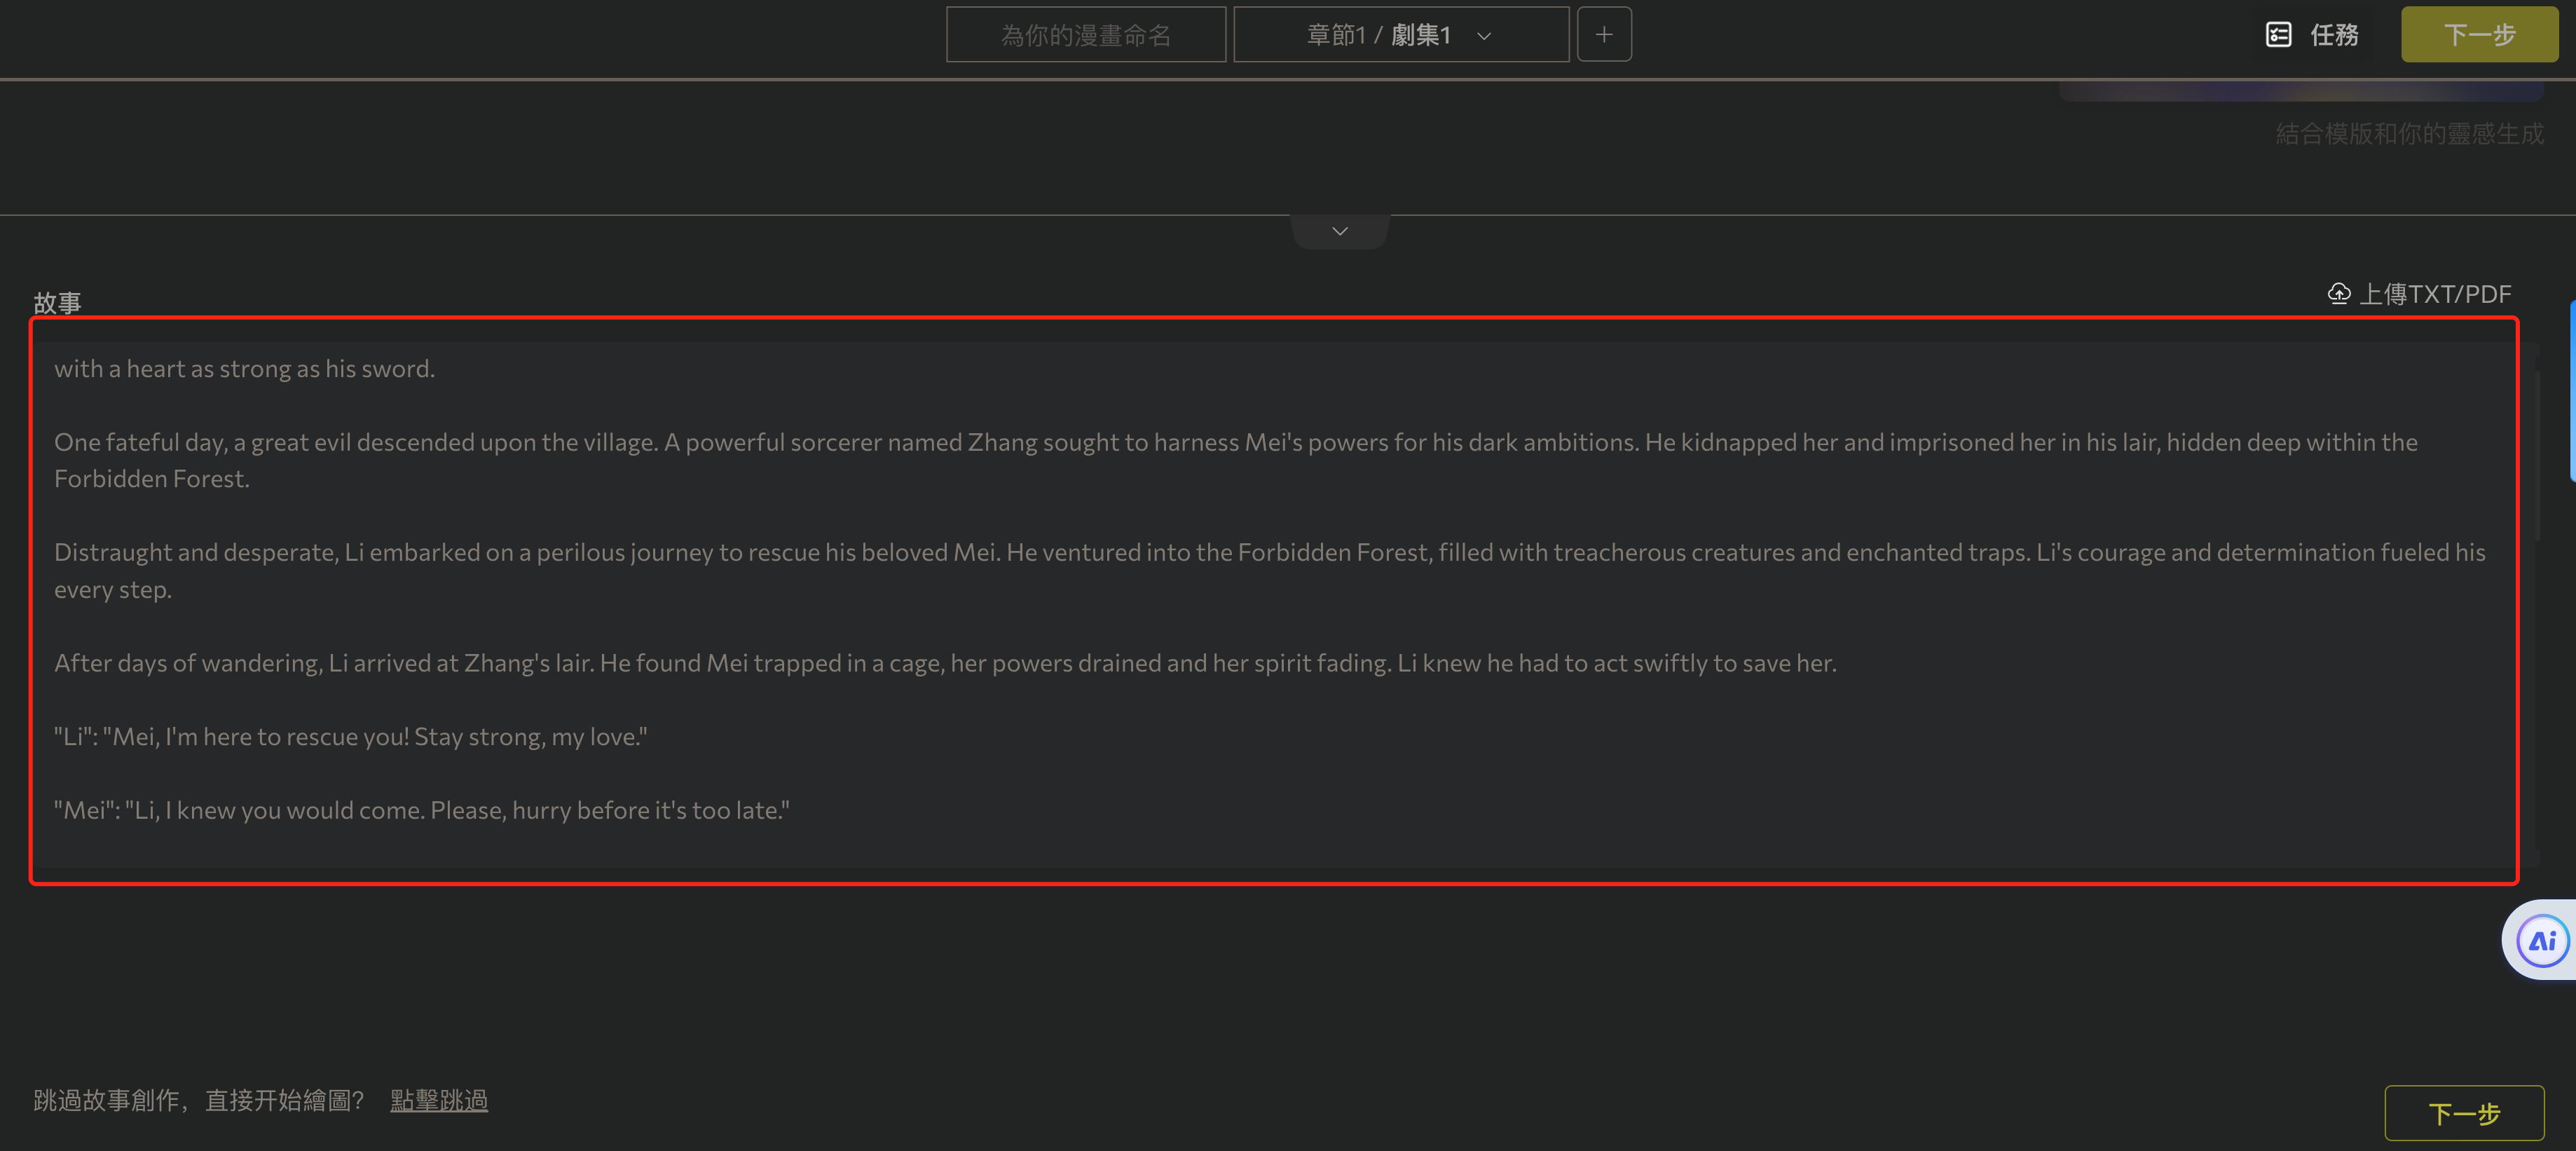 為你的漫畫命名
章節1 / 劇集1
任務
下一步
結合模版和你的靈感生成
故事
上傳TXT/PDF
with a heart as strong as his sword.
One fateful day, a great evil descended upon the village. A powerful sorcerer named Zhang sought to harness Mei's powers for his dark ambitions. He kidnapped her and imprisoned her in his lair, hidden deep within the
Forbidden Forest.
Distraught and desperate, Li embarked on a perilous journey to rescue his beloved Mei. He ventured into the Forbidden Forest, filled with treacherous creatures and enchanted traps. Li's courage and determination fueled his
every step.
After days of wandering, Li arrived at Zhang's lair. He found Mei trapped in a cage, her powers drained and her spirit fading. Li knew he had to act swiftly to save her.
"Li": "Mei, I'm here to rescue you! Stay strong, my love."
"Mei": "Li, I knew you would come. Please, hurry before it's too late."
Ai
跳過故事創作，直接开始繪圖? 點擊跳過
下一步